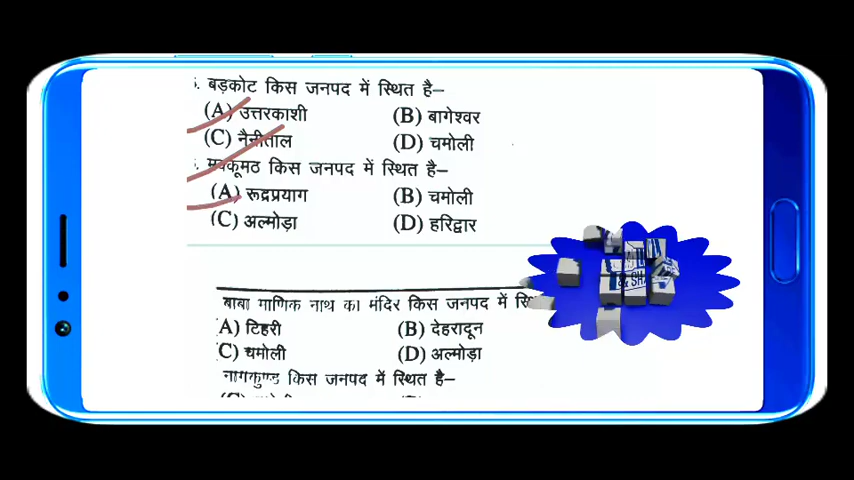 . बड़कोट किस जनपद में स्थित है–
(A) उत्तरकाशी (B) बागेश्वर
(C) नैनीताल (D) चमोली
. मक्कूमठ किस जनपद में स्थित है–
(A) रूद्रप्रयाग (B) चमोली
(C) अल्मोड़ा (D) हरिद्वार
बाबा माणिक नाथ का मंदिर किस जनपद में
A) टिहरी (B) देहरादून
C) चमोली (D) अल्मोड़ा
नागकुण्ड किस जनपद में स्थित है–
& SH